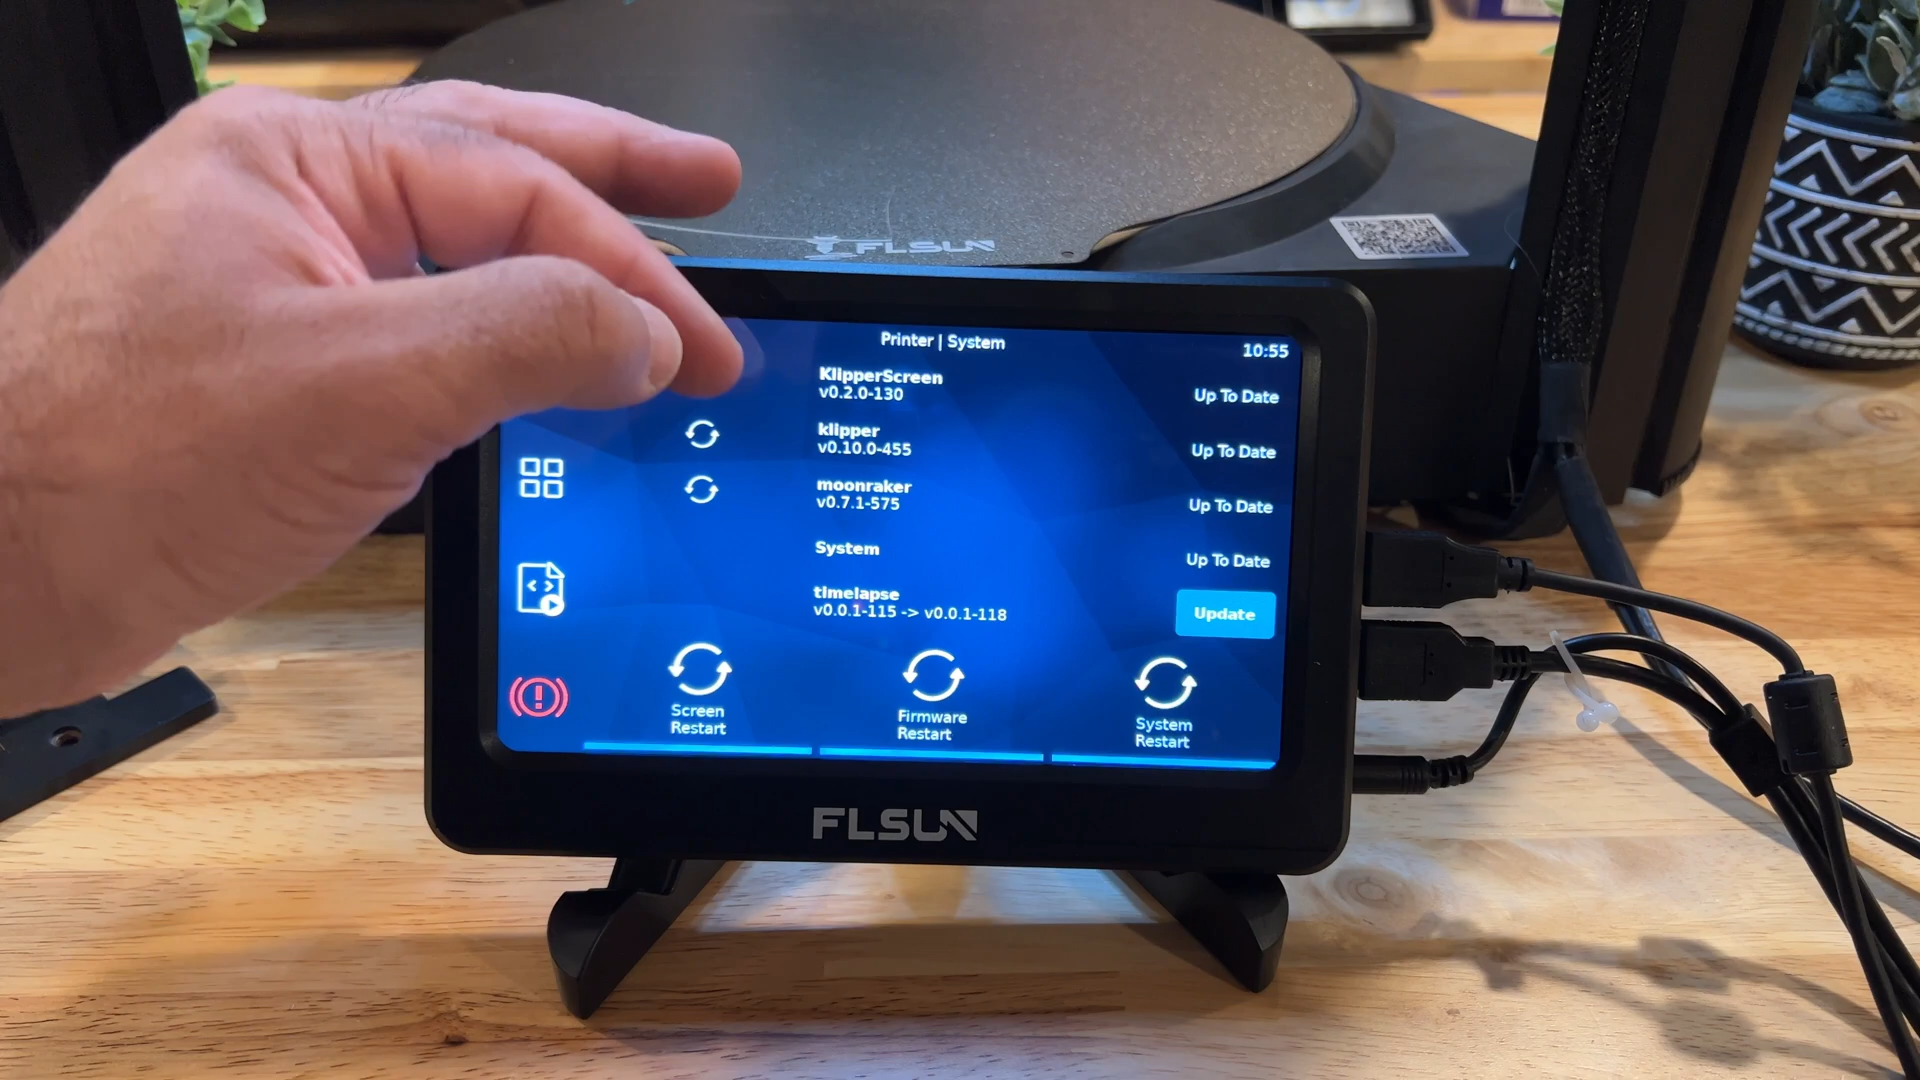 FLSUN
Printer | System
10:55
KlipperScreen
v0.2.0-130
Up To Date
klipper
v0.10.0-455
Up To Date
moonraker
v0.7.1-575
Up To Date
System
Up To Date
timelapse
v0.0.1-115 -> v0.0.1-118
Update
Screen
Restart
Firmware
Restart
System
Restart
FLSUN